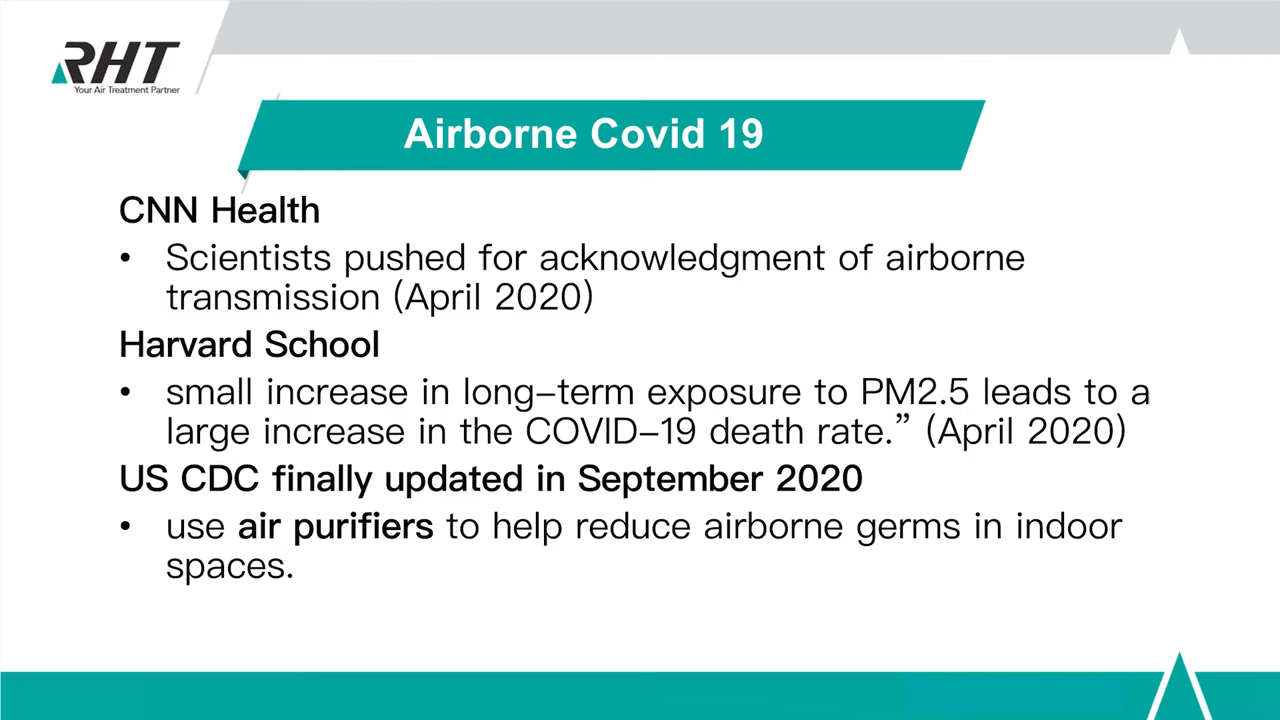 RHT
Your Air Treatment Partner
Airborne Covid 19
CNN Health
• Scientists pushed for acknowledgment of airborne
transmission (April 2020)
Harvard School
• small increase in long-term exposure to PM2.5 leads to a
large increase in the COVID-19 death rate.” (April 2020)
US CDC finally updated in September 2020
• use air purifiers to help reduce airborne germs in indoor
spaces.